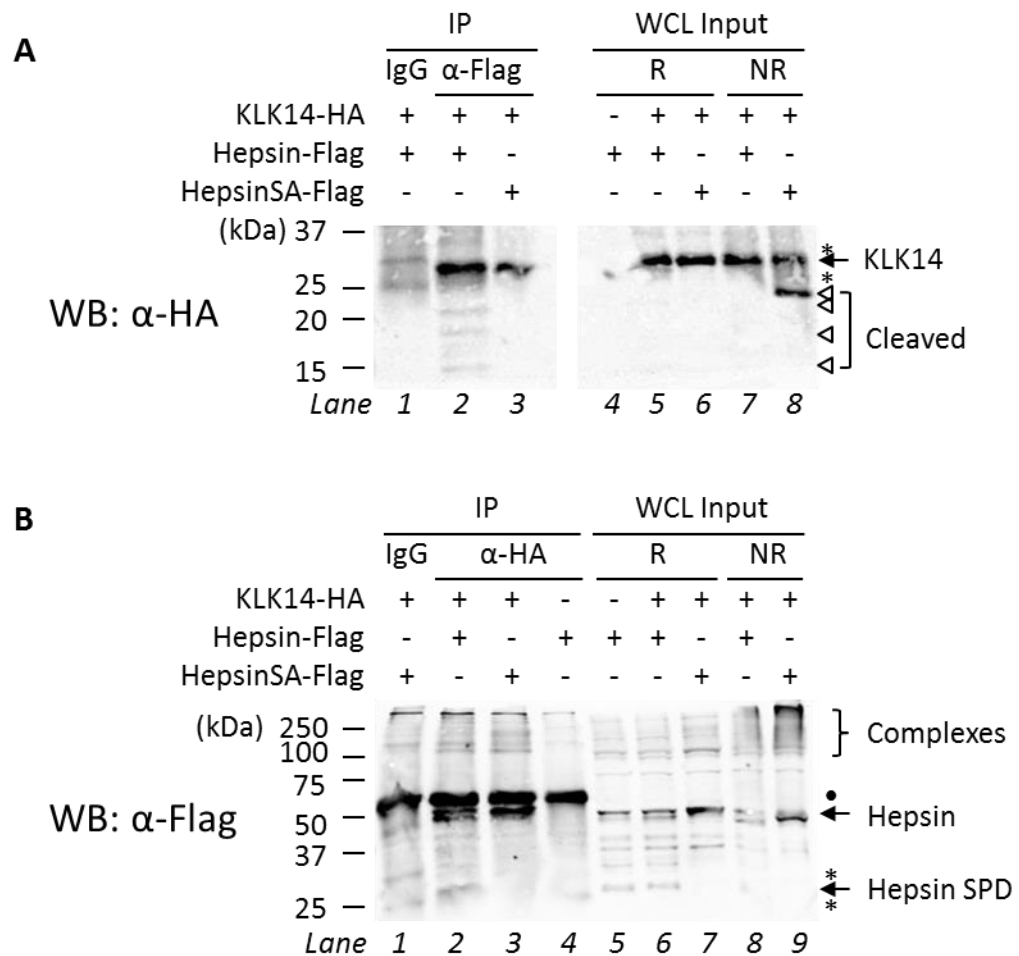 A
IP WCL Input
IgG α-Flag R NR
KLK14-HA + + + - + + + +
Hepsin-Flag + + - + + - + -
HepsinSA-Flag - - + - - + - +
(kDa) 37
25
20
15
WB: α-HA
* KLK14
*
Cleaved
Lane 1 2 3 4 5 6 7 8
B
IP WCL Input
IgG α-HA R NR
KLK14-HA + + + - - + + + +
Hepsin-Flag - + - + + + - + -
HepsinSA-Flag + - + - - - + - +
(kDa) 250
100
75
50
37
25
WB: α-Flag
Complexes
•
Hepsin
*
Hepsin SPD
*
Lane 1 2 3 4 5 6 7 8 9